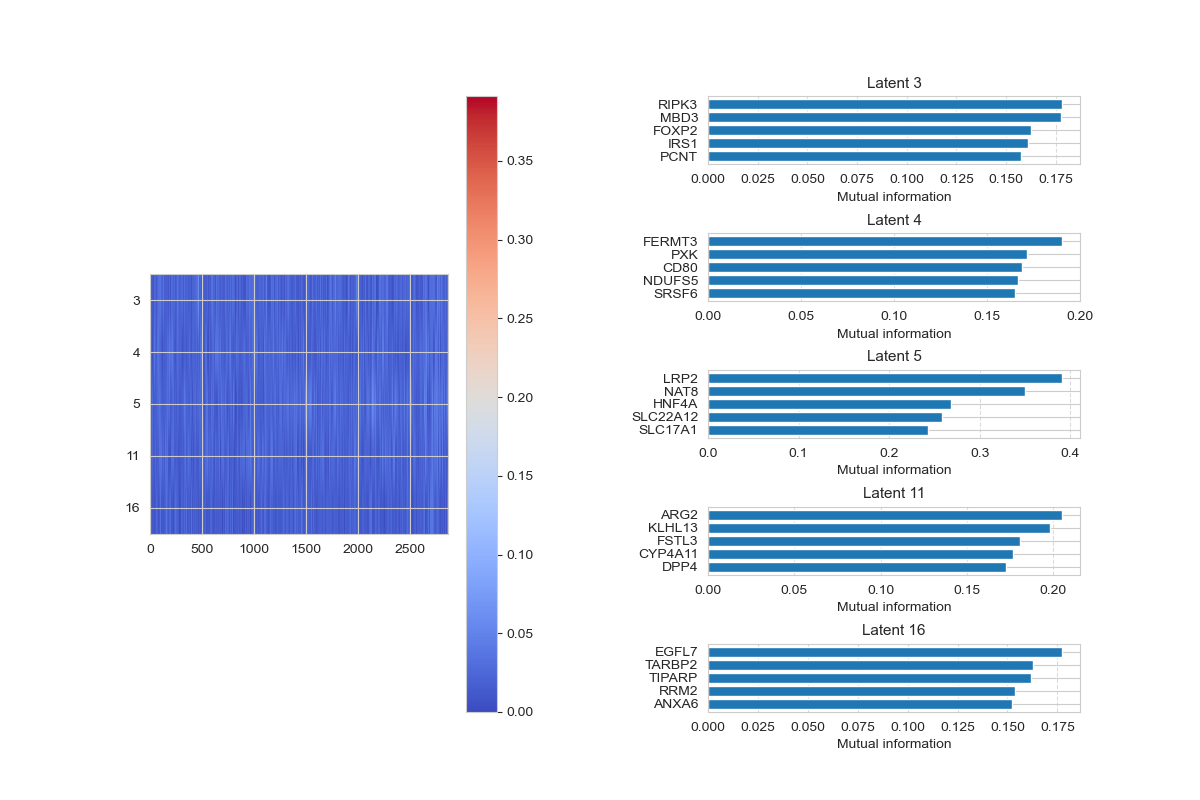 3
4
5
11
16
0 500 1000 1500 2000 2500
0.35
0.30
0.25
0.20
0.15
0.10
0.05
0.00
Latent 3
RIPK3
MBD3
FOXP2
IRS1
PCNT
0.000 0.025 0.050 0.075 0.100 0.125 0.150 0.175
Mutual information
Latent 4
FERMT3
PXK
CD80
NDUFS5
SRSF6
0.00 0.05 0.10 0.15 0.20
Mutual information
Latent 5
LRP2
NAT8
HNF4A
SLC22A12
SLC17A1
0.0 0.1 0.2 0.3 0.4
Mutual information
Latent 11
ARG2
KLHL13
FSTL3
CYP4A11
DPP4
0.00 0.05 0.10 0.15 0.20
Mutual information
Latent 16
EGFL7
TARBP2
TIPARP
RRM2
ANXA6
0.000 0.025 0.050 0.075 0.100 0.125 0.150 0.175
Mutual information